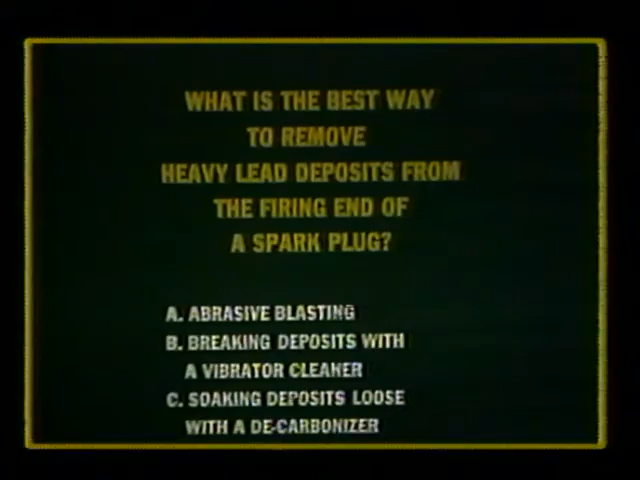 WHAT IS THE BEST WAY
TO REMOVE
HEAVY LEAD DEPOSITS FROM
THE FIRING END OF
A SPARK PLUG?
A. ABRASIVE BLASTING
B. BREAKING DEPOSITS WITH
A VIBRATOR CLEANER
C. SOAKING DEPOSITS LOOSE
WITH A DE-CARBONIZER